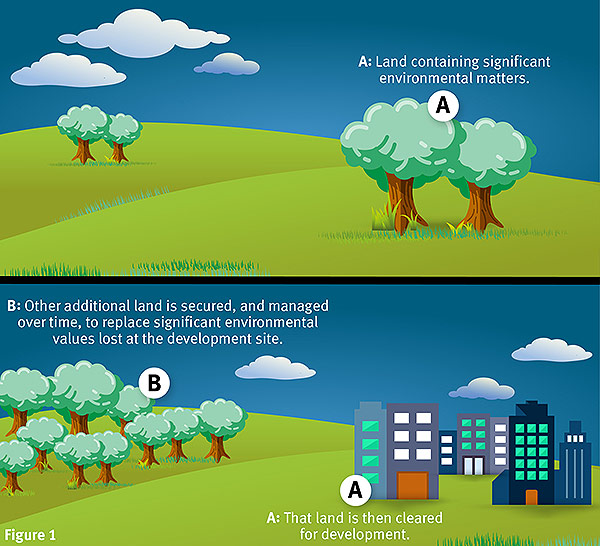 A: Land containing significant
environmental matters.
A
B: Other additional land is secured, and managed
over time, to replace significant environmental
values lost at the development site.
B
A
A: That land is then cleared
for development.
Figure 1